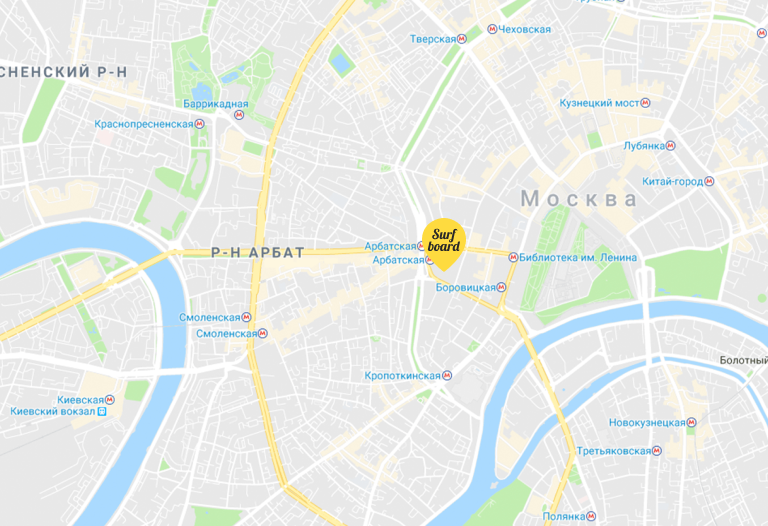 Чеховская
Тверская
СНЕНСКИЙ Р-Н
Баррикадная
Кузнецкий мост
Краснопресненская
Лубянка
Китай-город
Москва
Surf
board
Арбатская
Р-Н АРБАТ
Библиотека им. Ленина
Арбатская
Боровицкая
Смоленская
Смоленская
Болотный
Кропоткинская
Киевская
Киевский вокзал
Новокузнецкая
Третьяковская
Полянка